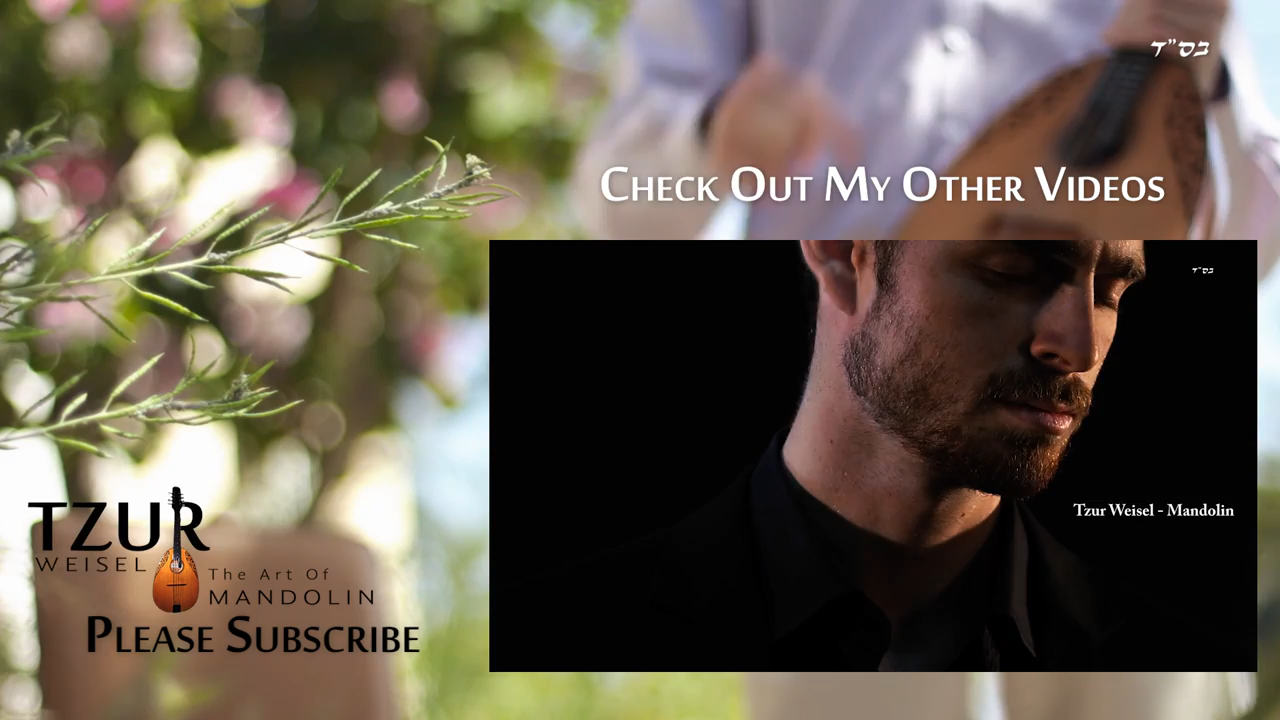 בס"ד
Check Out My Other Videos
בס"ד
Tzur Weisel - Mandolin
TZUR
WEISEL
The Art Of
MANDOLIN
Please Subscribe